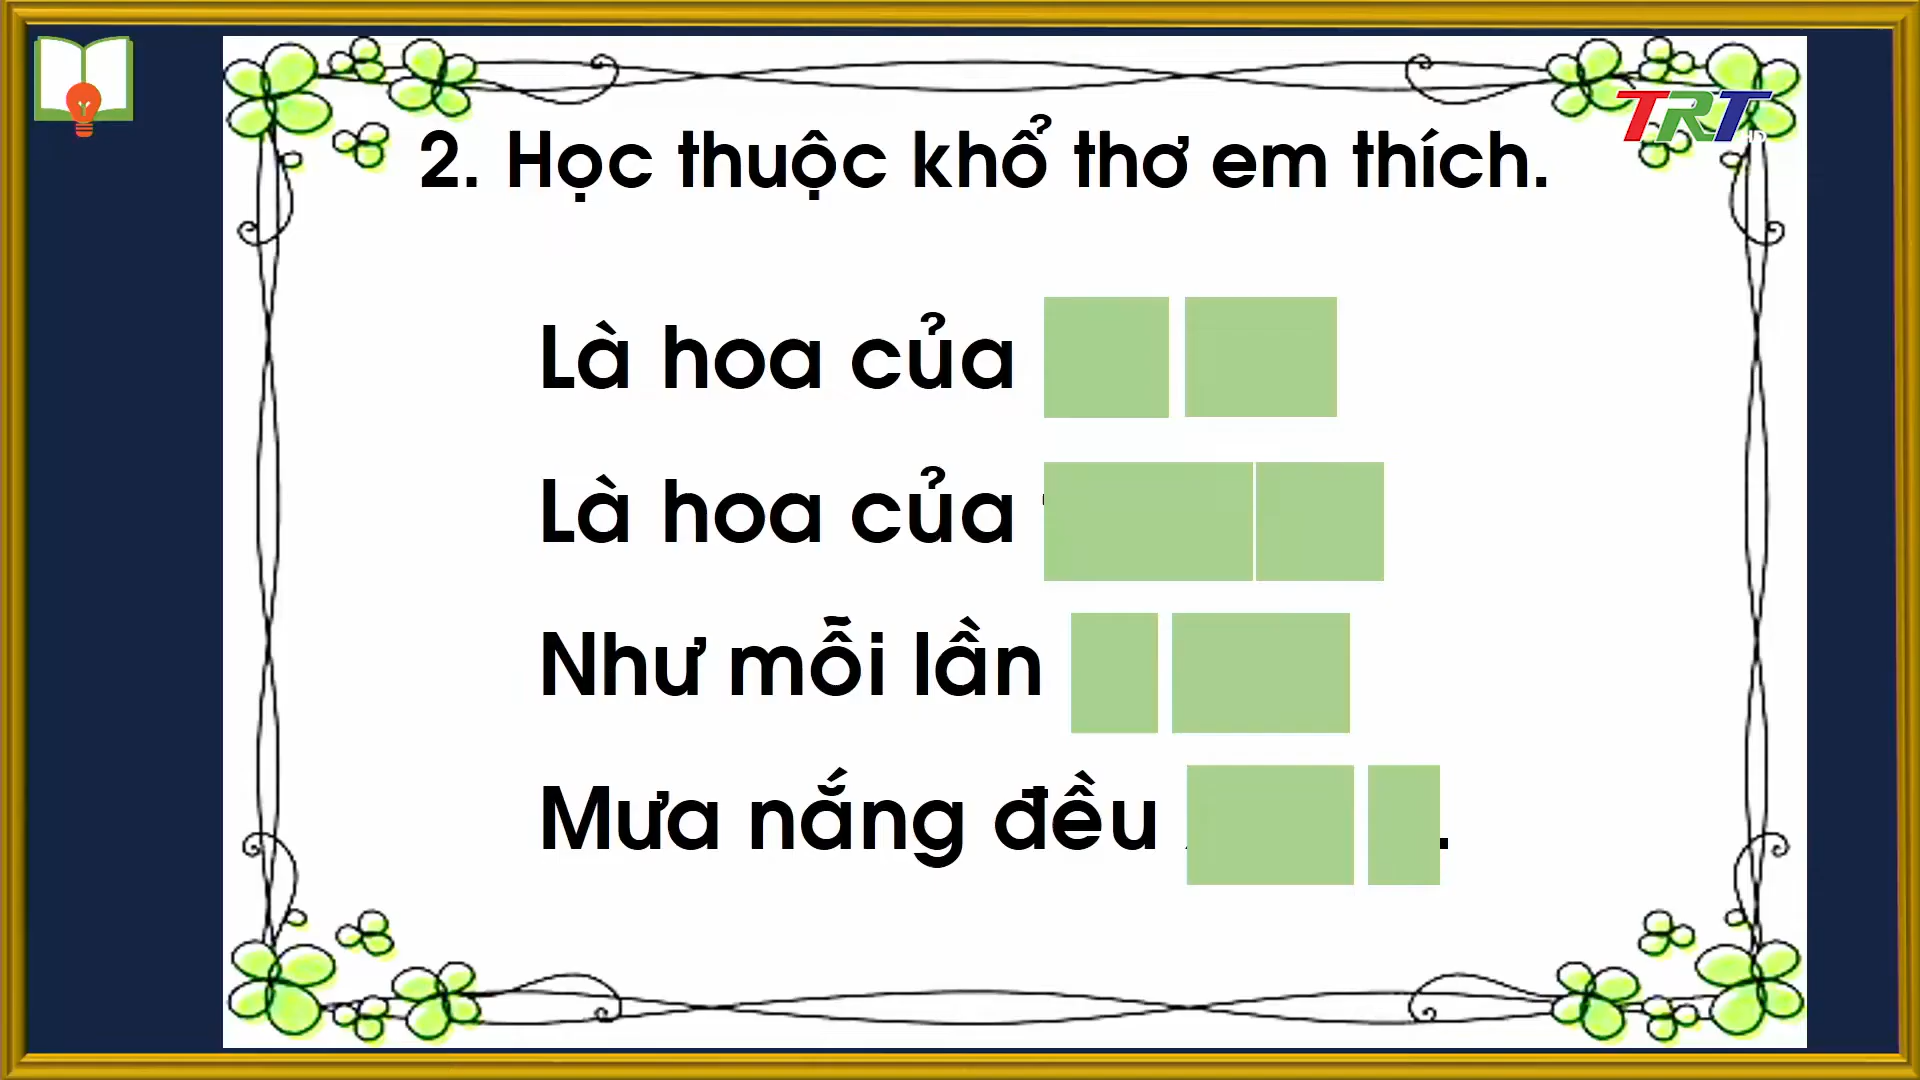 TRT HD
2. Học thuộc khổ thơ em thích.
Là hoa của
Là hoa của
Như mỗi lần
Mưa nắng đều .